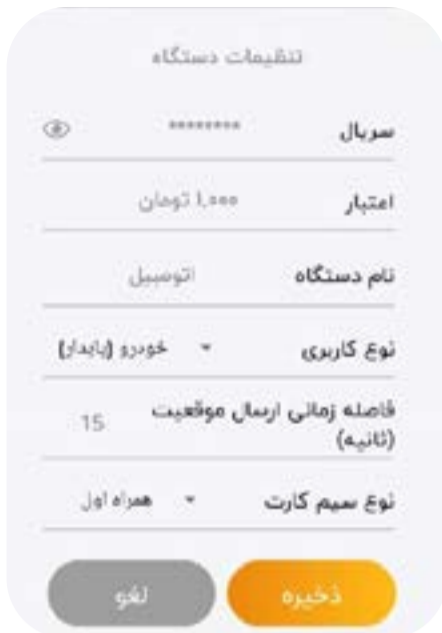 تنظیمات دستگاه
سریال ********
اعتبار ۱,۰۰۰ تومان
نام دستگاه اتومبیل
نوع کاربری خودرو (پایدار)
فاصله زمانی ارسال موقعیت
(ثانیه) 15
نوع سیم کارت همراه اول
ذخیره لغو